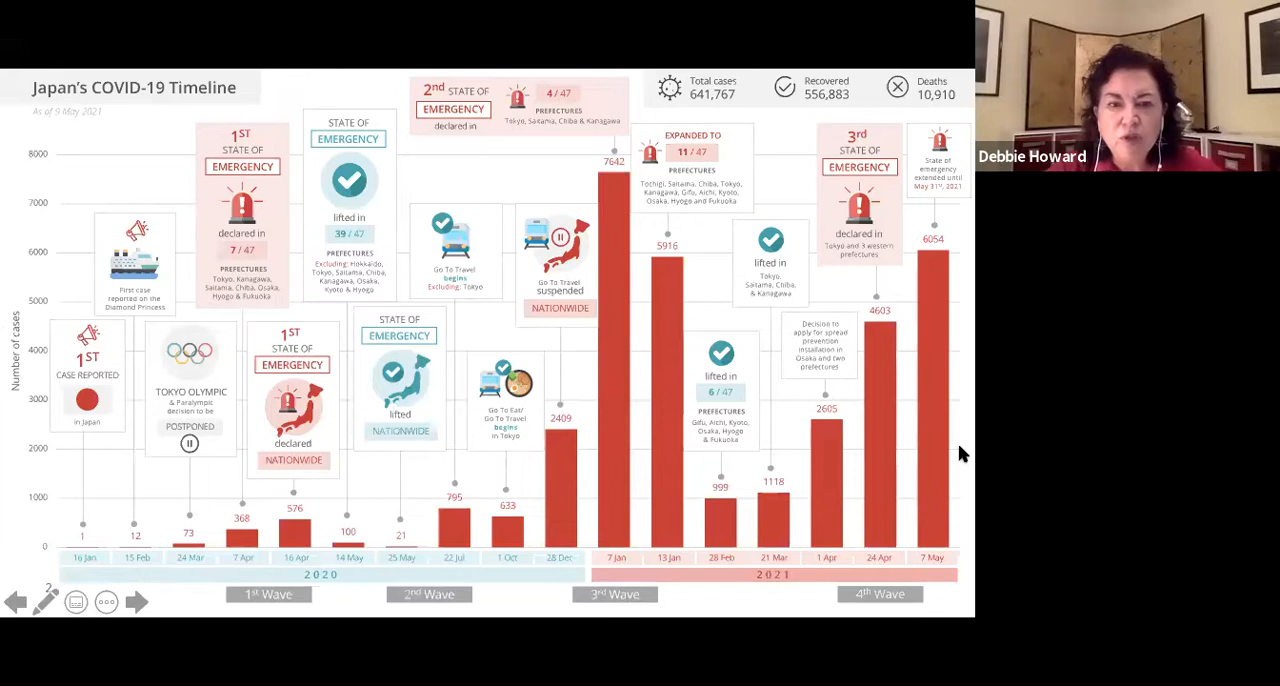 Japan's COVID-19 Timeline
As of 9 May 2021
Total cases
641,767
Recovered
556,883
Deaths
10,910
Number of cases
8000
7000
6000
5000
4000
3000
2000
1000
0
1ST
CASE REPORTED
in Japan
1
First case
reported on the
Diamond Princess
12
TOKYO OLYMPIC
& Paralympic
decision to be
POSTPONED
73
1ST
STATE OF
EMERGENCY
declared in
7 / 47
PREFECTURES
Tokyo, Kanagawa,
Saitama, Chiba, Osaka,
Hyogo & Fukuoka
368
1ST
STATE OF
EMERGENCY
declared
NATIONWIDE
576
STATE OF
EMERGENCY
lifted in
39 / 47
PREFECTURES
Excluding: Hokkaido,
Tokyo, Saitama, Chiba,
Kanagawa, Osaka,
Kyoto & Hyogo
100
STATE OF
EMERGENCY
lifted
NATIONWIDE
21
Go To Travel
begins
Excluding: Tokyo
795
Go To Eat/
Go To Travel
begins
in Tokyo
633
Go To Travel
suspended
NATIONWIDE
2409
2nd STATE OF
EMERGENCY
declared in
4 / 47
PREFECTURES
Tokyo, Saitama, Chiba & Kanagawa
7642
EXPANDED TO
11 / 47
PREFECTURES
Tochigi, Saitama, Chiba, Tokyo,
Kanagawa, Gifu, Aichi, Kyoto,
Osaka, Hyogo and Fukuoka
5916
lifted in
6 / 47
PREFECTURES
Gifu, Aichi, Kyoto,
Osaka, Hyogo
& Fukuoka
999
lifted in
Tokyo,
Saitama, Chiba,
& Kanagawa
1118
Decision to
apply for spread
prevention
installation in
Osaka and two
prefectures
2605
3rd
STATE OF
EMERGENCY
declared in
Tokyo and 3 western
prefectures
4603
State of
emergency
extended until
May 31st, 2021
6054
16 Jan
15 Feb
24 Mar
7 Apr
16 Apr
14 May
25 May
22 Jul
1 Oct
28 Dec
7 Jan
13 Jan
28 Feb
21 Mar
1 Apr
24 Apr
7 May
2020
2021
1st Wave
2nd Wave
3rd Wave
4th Wave
2
Debbie Howard